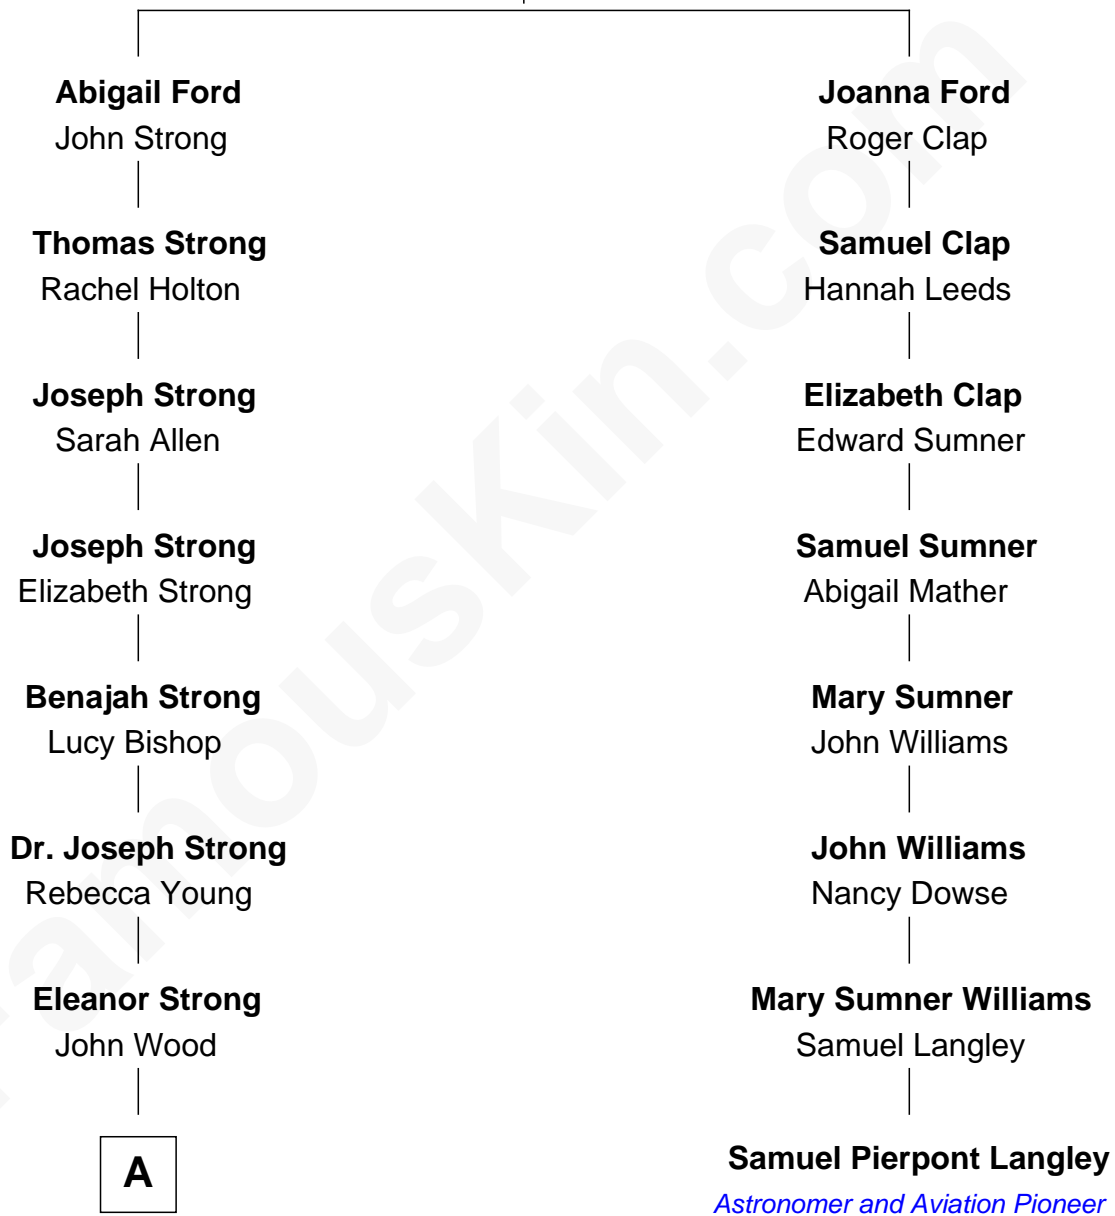 Abigail Ford
John Strong
Thomas Strong
Rachel Holton
Joseph Strong
Sarah Allen
Joseph Strong
Elizabeth Strong
Benajah Strong
Lucy Bishop
Dr. Joseph Strong
Rebecca Young
Eleanor Strong
John Wood
A
Joanna Ford
Roger Clap
Samuel Clap
Hannah Leeds
Elizabeth Clap
Edward Sumner
Samuel Sumner
Abigail Mather
Mary Sumner
John Williams
John Williams
Nancy Dowse
Mary Sumner Williams
Samuel Langley
Samuel Pierpont Langley
Astronomer and Aviation Pioneer
FamousKin.com